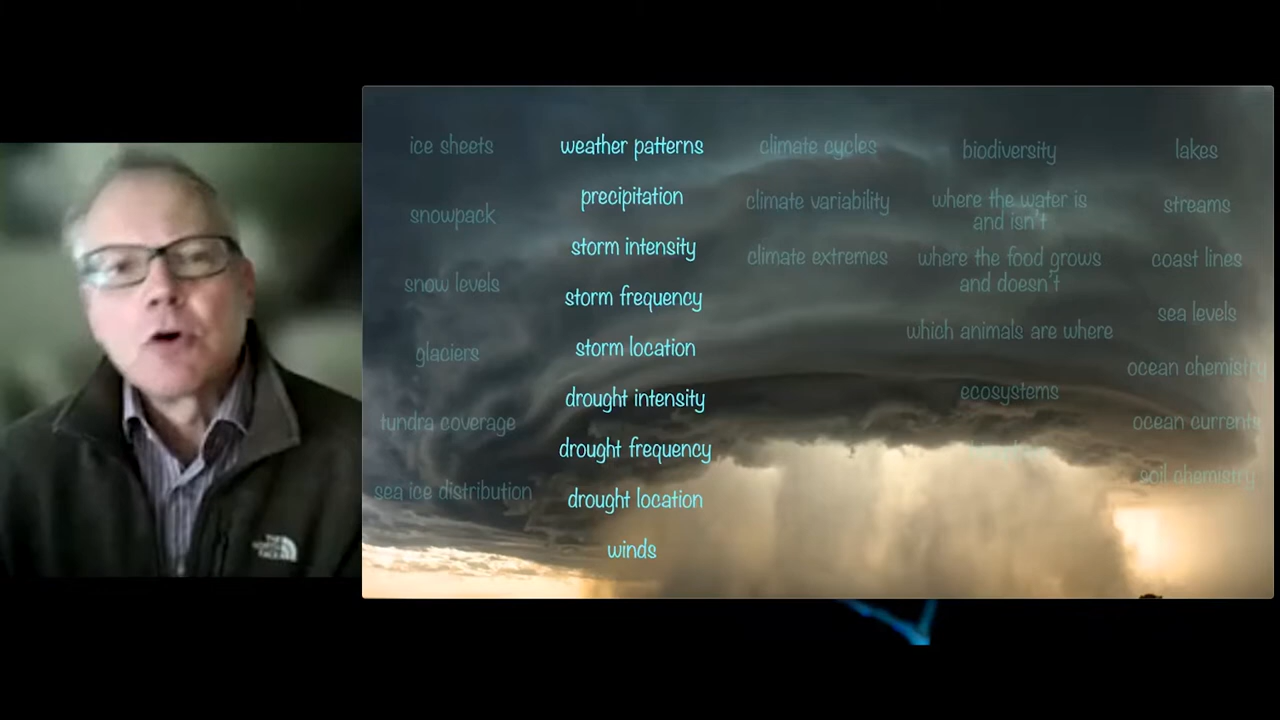 ice sheets
snowpack
snow levels
glaciers
tundra coverage
sea ice distribution
weather patterns
precipitation
storm intensity
storm frequency
storm location
drought intensity
drought frequency
drought location
winds
climate cycles
climate variability
climate extremes
biodiversity
where the water is
and isn't
where the food grows
and doesn't
which animals are where
ecosystems
lakes
streams
coast lines
sea levels
ocean chemistry
ocean currents
soil chemistry
THE
NORTH
FACE